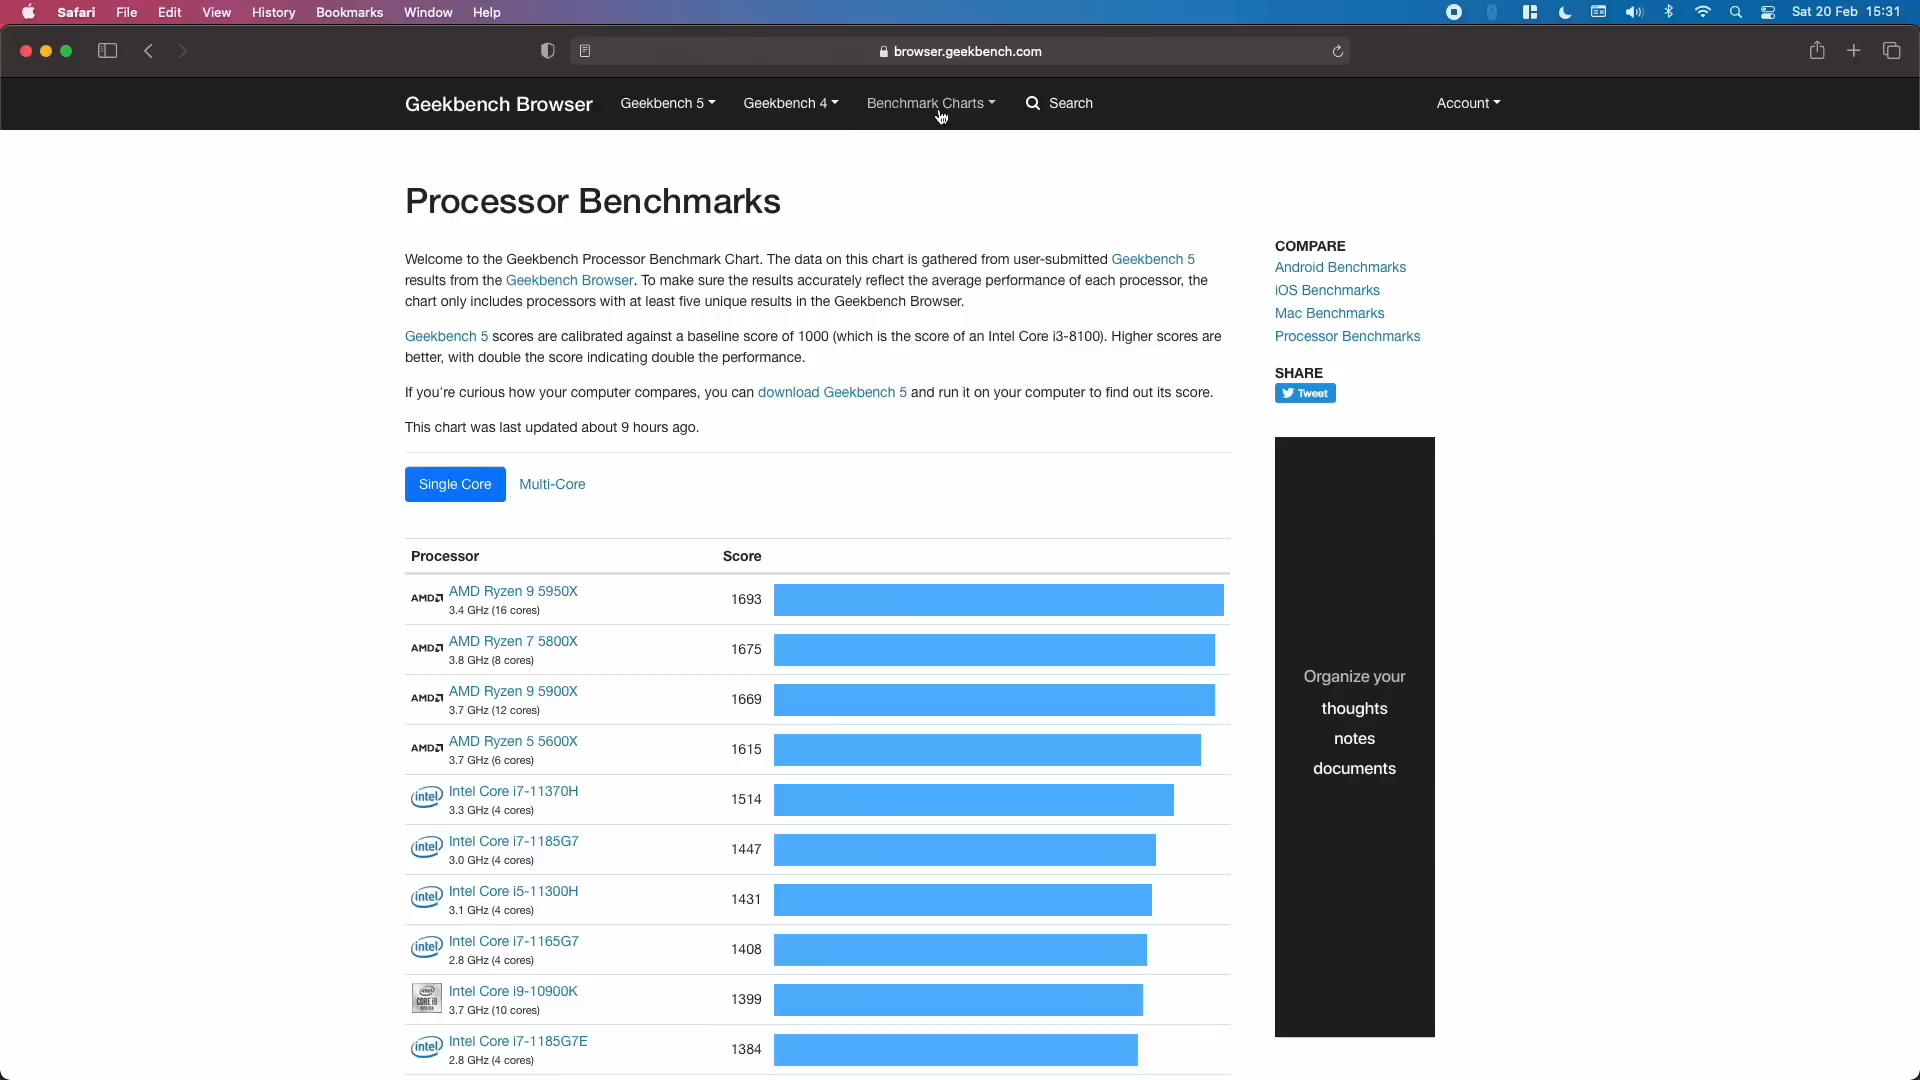 Safari File Edit View History Bookmarks Window Help Sat 20 Feb 15:31
browser.geekbench.com
Geekbench Browser Geekbench 5 Geekbench 4 Benchmark Charts Search Account
Processor Benchmarks
Welcome to the Geekbench Processor Benchmark Chart. The data on this chart is gathered from user-submitted Geekbench 5
results from the Geekbench Browser. To make sure the results accurately reflect the average performance of each processor, the
chart only includes processors with at least five unique results in the Geekbench Browser.
Geekbench 5 scores are calibrated against a baseline score of 1000 (which is the score of an Intel Core i3-8100). Higher scores are
better, with double the score indicating double the performance.
If you're curious how your computer compares, you can download Geekbench 5 and run it on your computer to find out its score.
This chart was last updated about 9 hours ago.
Single Core Multi-Core
Processor Score
AMD AMD Ryzen 9 5950X 1693
3.4 GHz (16 cores)
AMD AMD Ryzen 7 5800X 1675
3.8 GHz (8 cores)
AMD AMD Ryzen 9 5900X 1669
3.7 GHz (12 cores)
AMD AMD Ryzen 5 5600X 1615
3.7 GHz (6 cores)
intel Intel Core i7-11370H 1514
3.3 GHz (4 cores)
intel Intel Core i7-1185G7 1447
3.0 GHz (4 cores)
intel Intel Core i5-11300H 1431
3.1 GHz (4 cores)
intel Intel Core i7-1165G7 1408
2.8 GHz (4 cores)
intel CORE i9 Intel Core i9-10900K 1399
3.7 GHz (10 cores)
intel Intel Core i7-1185G7E 1384
2.8 GHz (4 cores)
COMPARE
Android Benchmarks
iOS Benchmarks
Mac Benchmarks
Processor Benchmarks
SHARE
Tweet
Organize your
thoughts
notes
documents